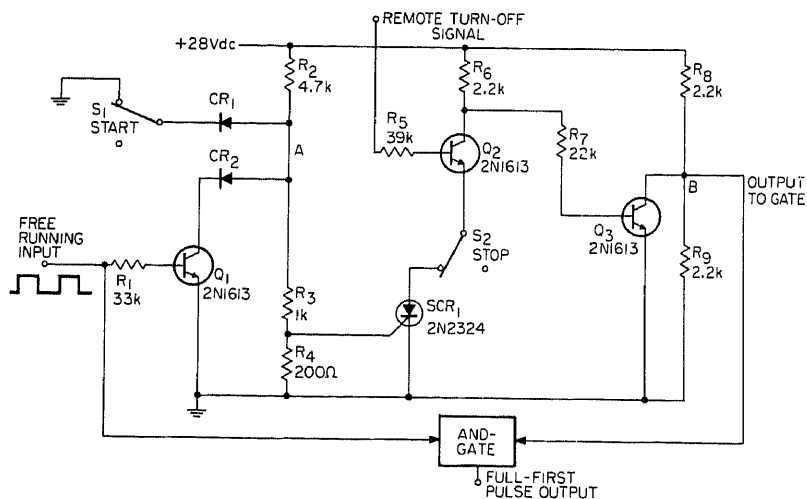 REMOTE TURN-OFF
SIGNAL
+28Vdc
R2
4.7k
R6
2.2k
R8
2.2k
S1
START
CR1
A
R5
39k
Q2
2N1613
R7
22k
CR2
B
OUTPUT
TO GATE
FREE
RUNNING
INPUT
S2
STOP
Q3
2N1613
R1
33k
Q1
2N1613
R9
2.2k
R3
1k
SCR1
2N2324
R4
200Ω
AND-
GATE
FULL-FIRST
PULSE OUTPUT